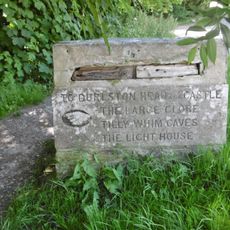 TO DURLSTON HEAD CASTLE
THE LARGE GLOBE
TILLY WHIM CAVES
THE LIGHT HOUSE